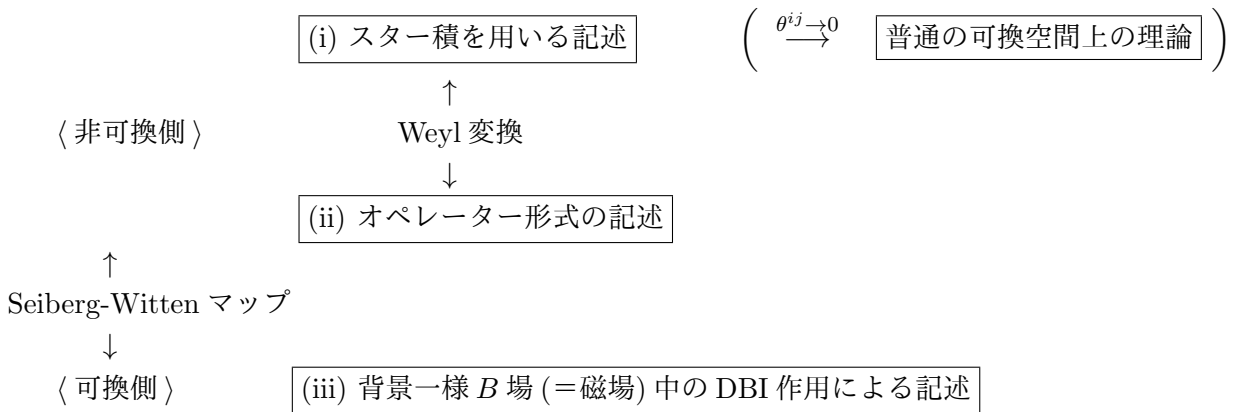 (i) スター積を用いる記述 ( θ^{ij}→0 ⟶ 普通の可換空間上の理論 )
↑
〈 非可換側 〉 Weyl 変換
↓
(ii) オペレーター形式の記述
↑
Seiberg-Witten マップ
↓
〈 可換側 〉 (iii) 背景一様 B 場 (＝磁場) 中の DBI 作用による記述